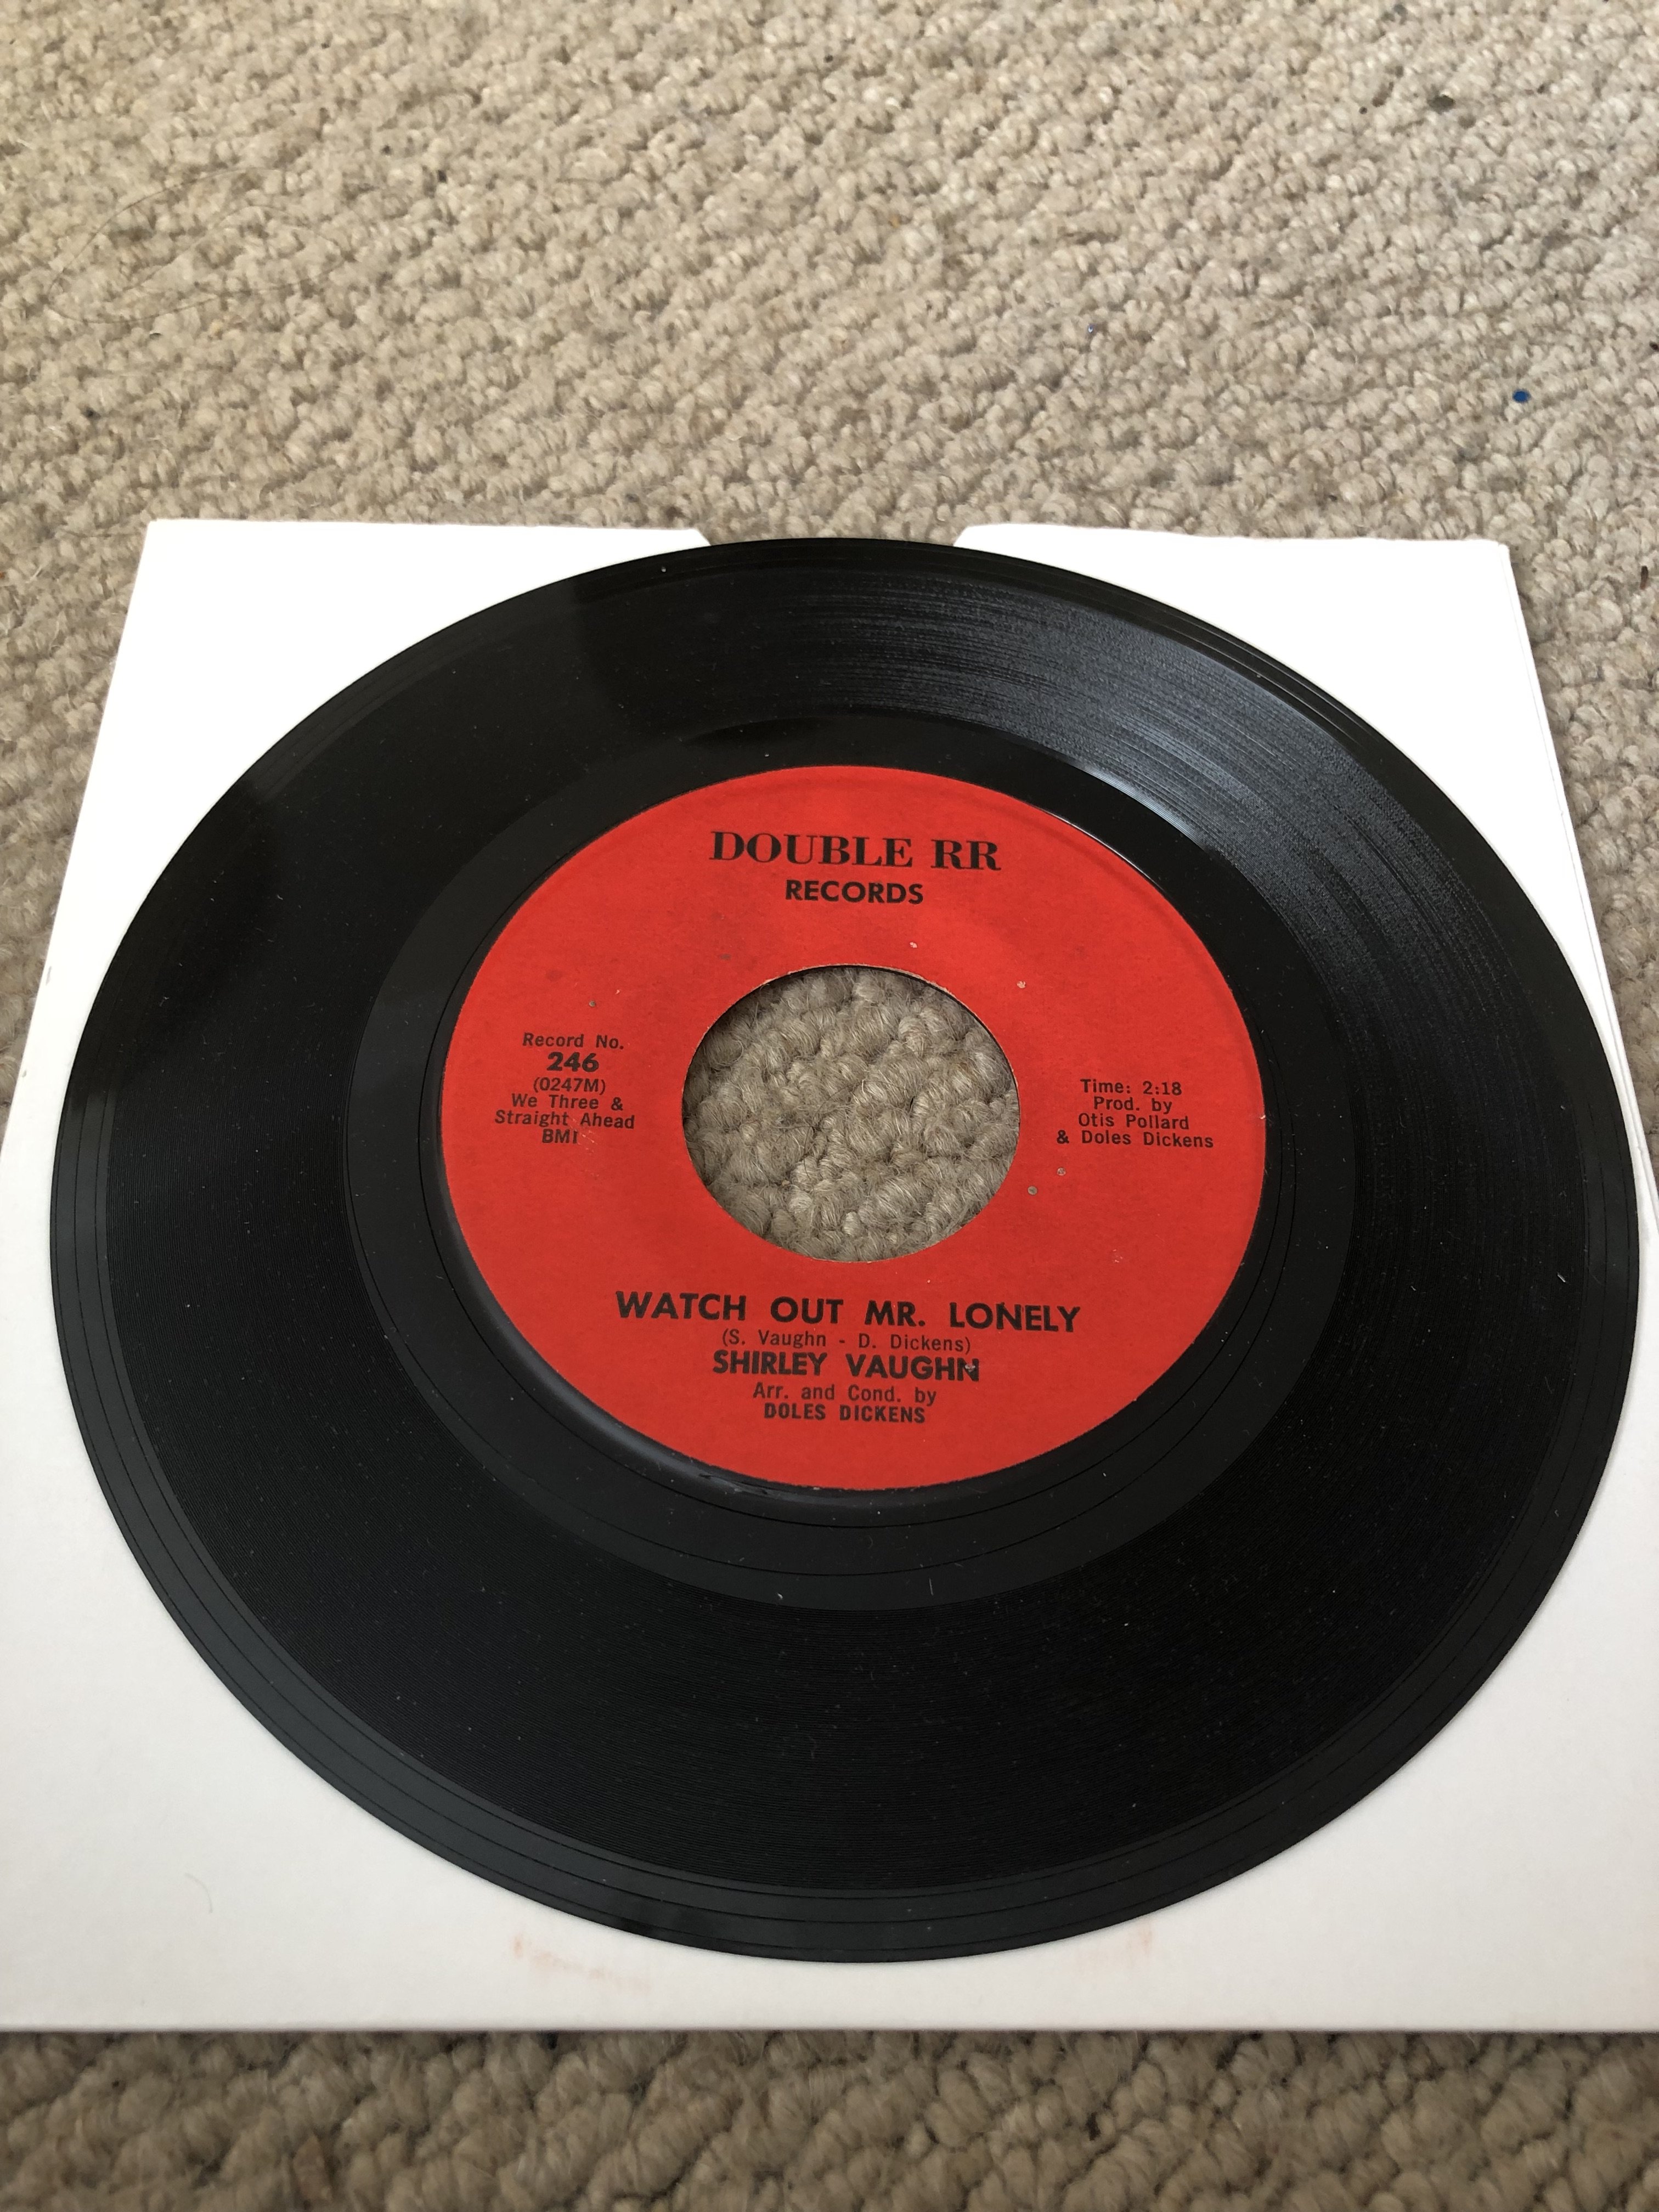 DOUBLE RR
RECORDS
Record No.
246
(0247M)
We Three &
Straight Ahead
BMI
Time: 2:18
Prod. by
Otis Pollard
& Doles Dickens
WATCH OUT MR. LONELY
(S. Vaughn - D. Dickens)
SHIRLEY VAUGHN
Arr. and Cond. by
DOLES DICKENS